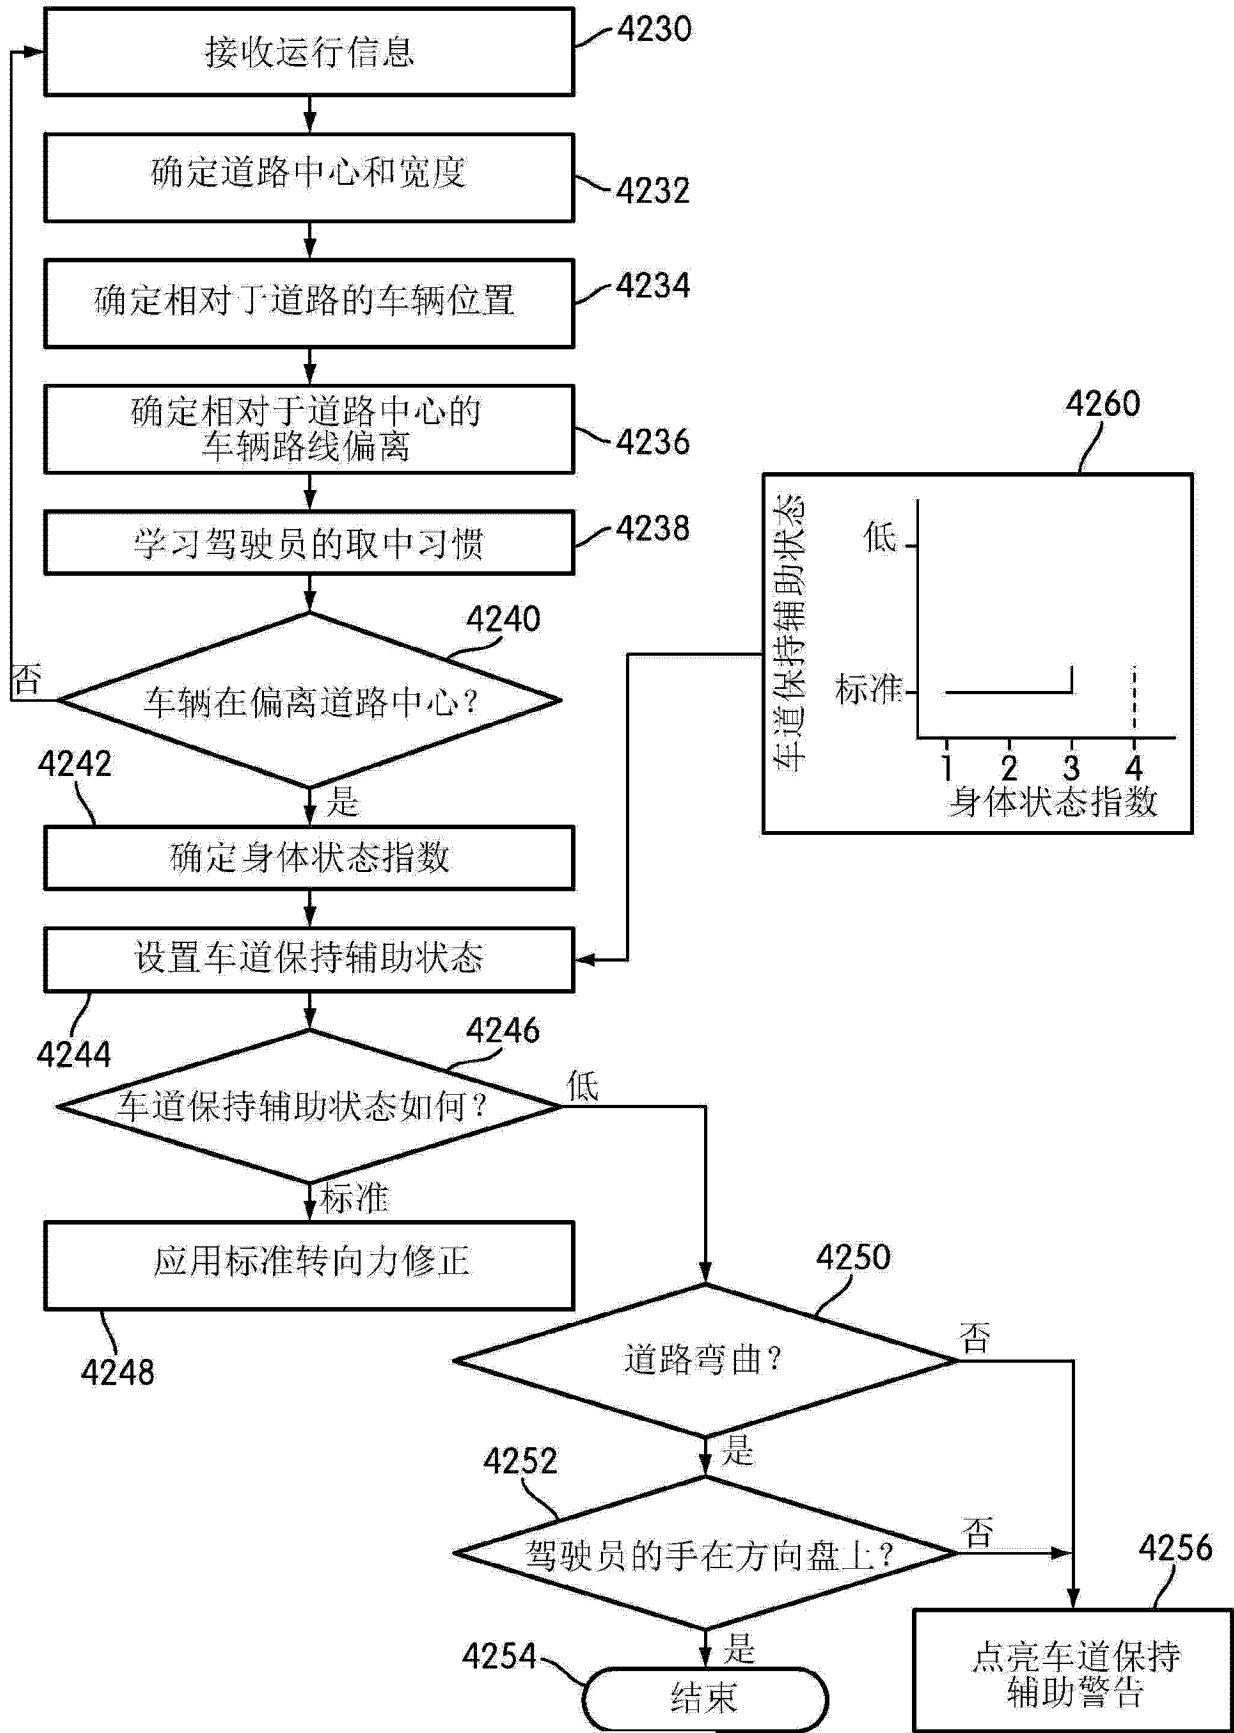 接收运行信息
4230
确定道路中心和宽度
4232
确定相对于道路的车辆位置
4234
确定相对于道路中心的
车辆路线偏离
4236
学习驾驶员的取中习惯
4238
4240
车辆在偏离道路中心?
否
是
4242
确定身体状态指数
设置车道保持辅助状态
4244
4246
车道保持辅助状态如何?
低
标准
应用标准转向力修正
4248
4260
车道保持辅助状态
低
标准
1 2 3 4
身体状态指数
4250
道路弯曲?
否
是
4252
驾驶员的手在方向盘上?
否
是
4254
结束
4256
点亮车道保持
辅助警告